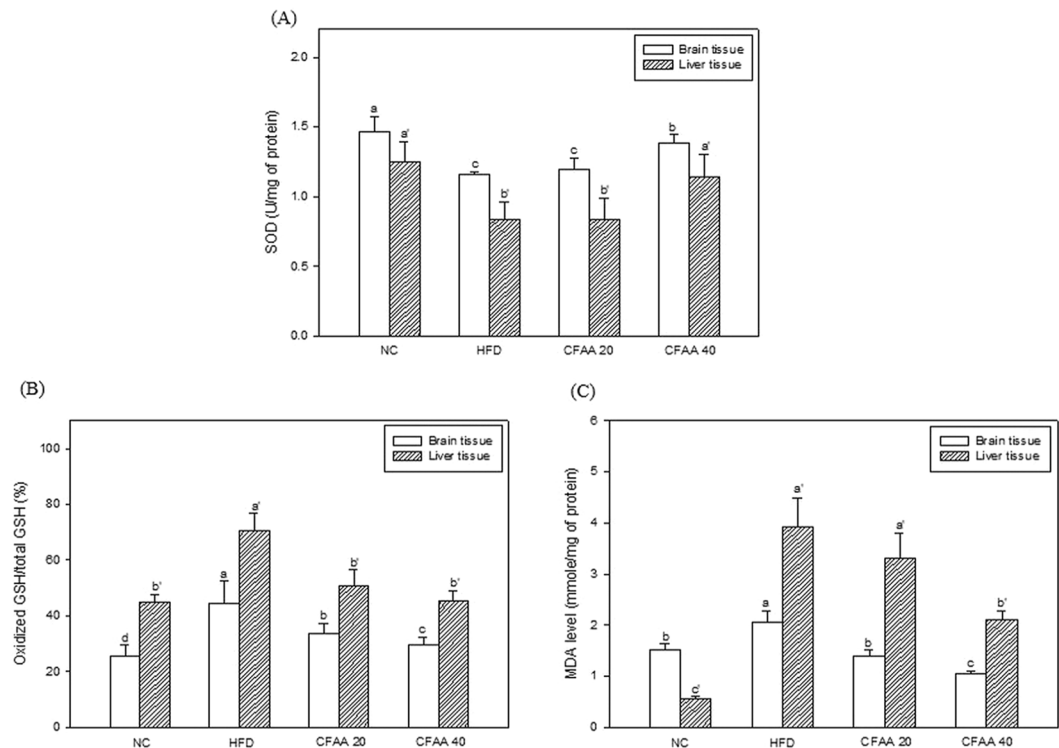 (A)
2.0
1.5
1.0
0.5
0.0
SOD (U/mg of protein)
Brain tissue
Liver tissue
a
a'
c
b'
c
b'
b
a'
NC HFD CFAA 20 CFAA 40
(B)
100
80
60
40
20
0
Oxidized GSH/total GSH (%)
Brain tissue
Liver tissue
d
b'
a
a'
b
b'
c
b'
NC HFD CFAA 20 CFAA 40
(C)
6
5
4
3
2
1
0
MDA level (mmole/mg of protein)
Brain tissue
Liver tissue
b
a
a'
b
a'
c
b'
NC HFD CFAA 20 CFAA 40